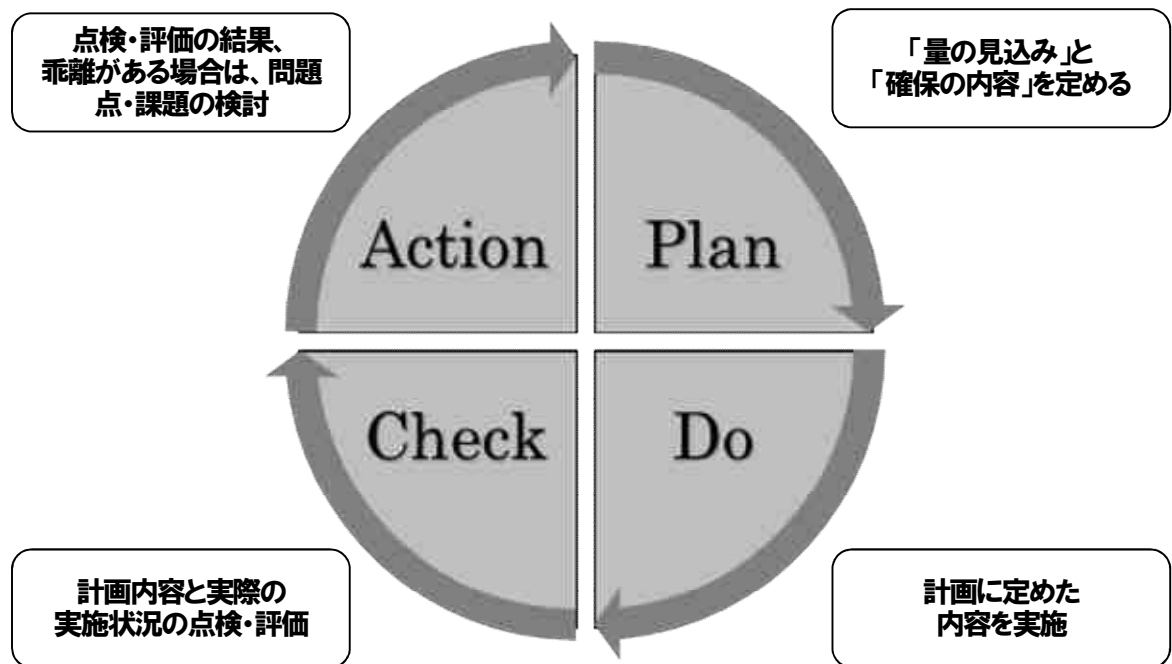 点検・評価の結果、
乖離がある場合は、問題
点・課題の検討
「量の見込み」と
「確保の内容」を定める
Action
Plan
Check
Do
計画内容と実際の
実施状況の点検・評価
計画に定めた
内容を実施